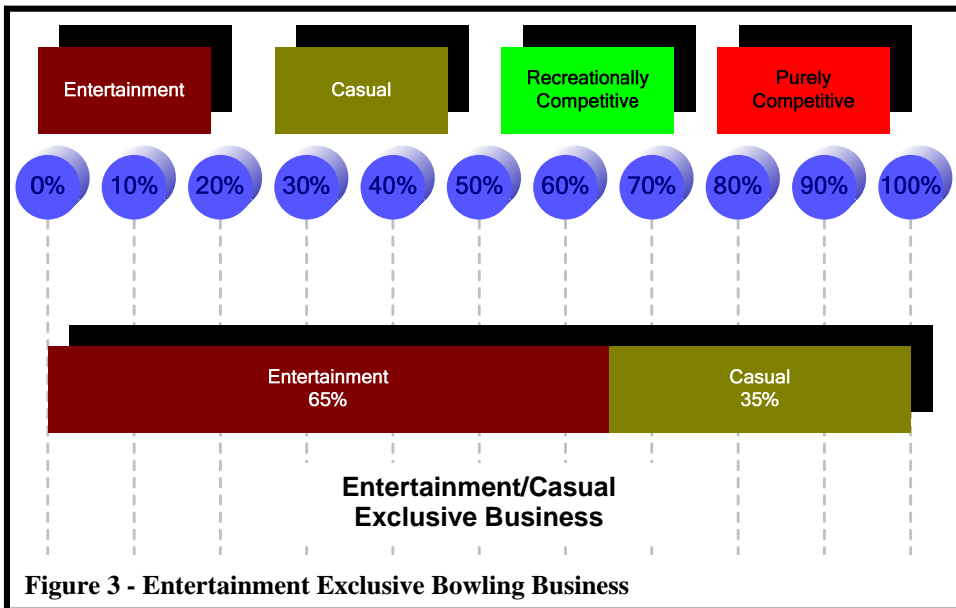 Entertainment
Casual
Recreationally
Competitive
Purely
Competitive
0% 10% 20% 30% 40% 50% 60% 70% 80% 90% 100%
Entertainment
65%
Casual
35%
Entertainment/Casual
Exclusive Business
Figure 3 - Entertainment Exclusive Bowling Business